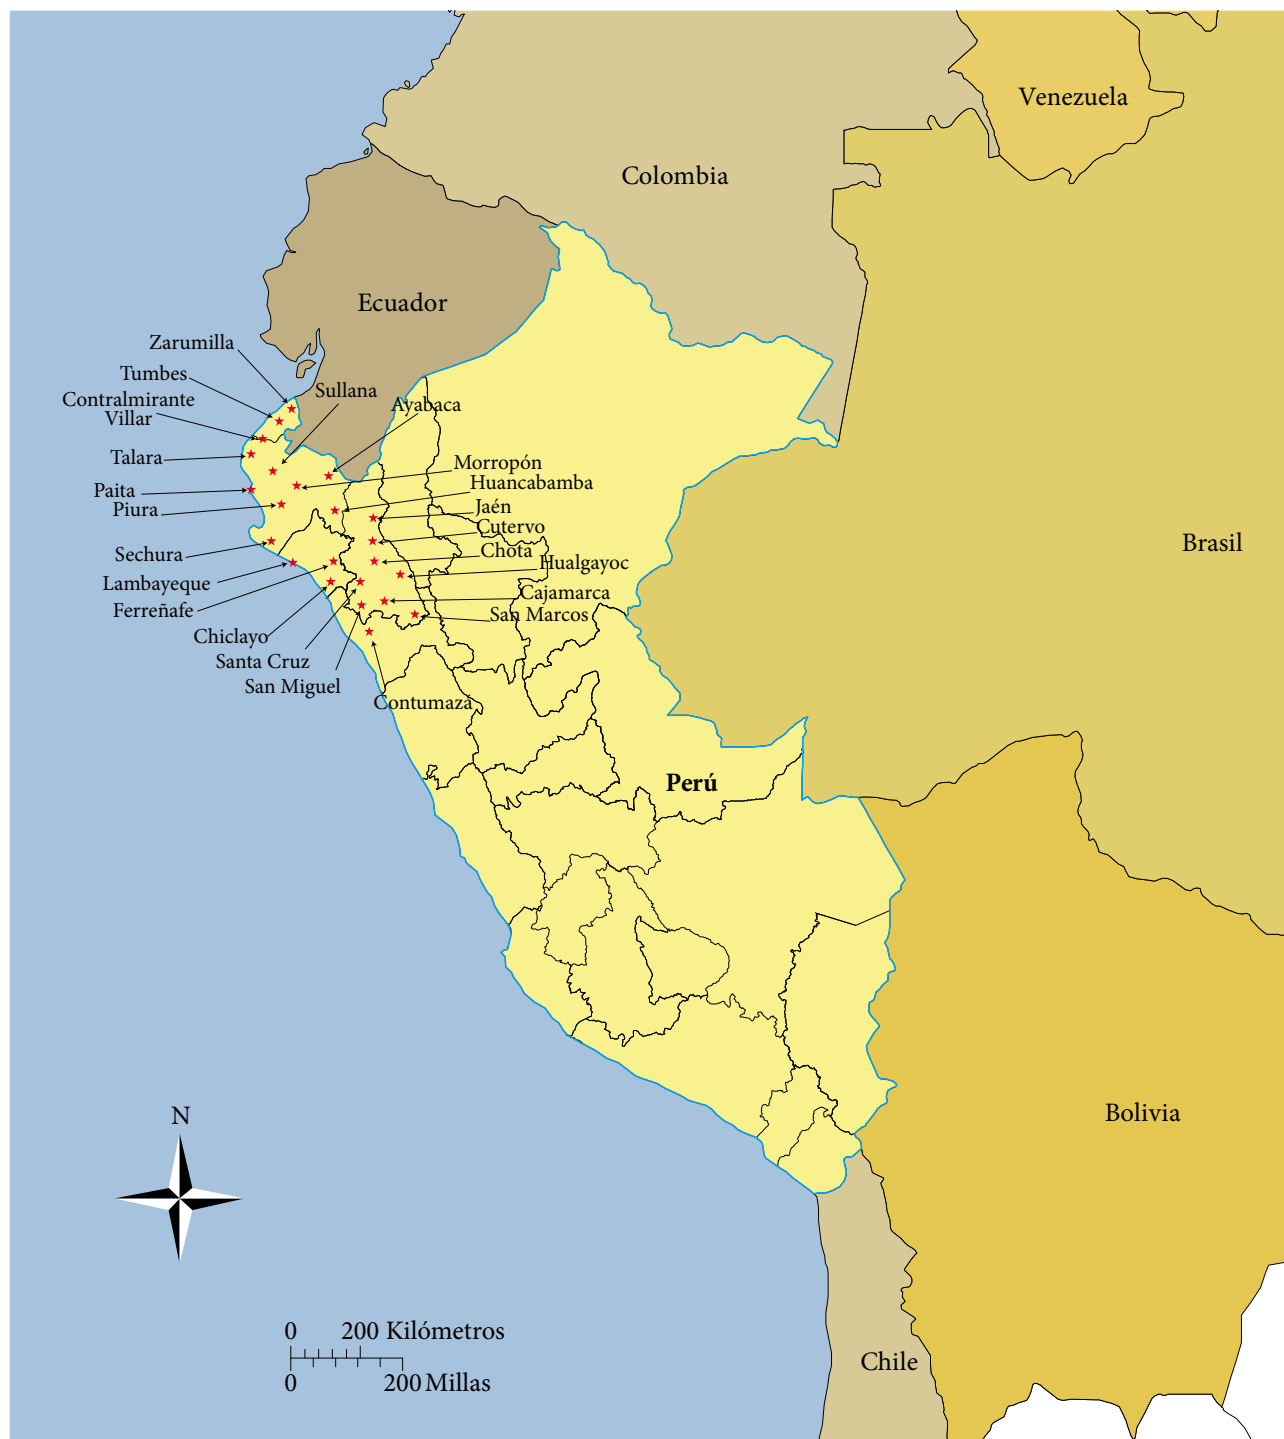 Venezuela
Colombia
Ecuador
Zarumilla
Tumbes
Sullana
Contralmirante
Villar
Ayabaca
Talara
Morropón
Huancabamba
Paita
Piura
Jaén
Cutervo
Brasil
Sechura
Chota
Hualgayoc
Lambayeque
Cajamarca
Ferreñafe
San Marcos
Chiclayo
Santa Cruz
San Miguel
Contumazá
Perú
N
Bolivia
0 200 Kilómetros
0 200 Millas
Chile